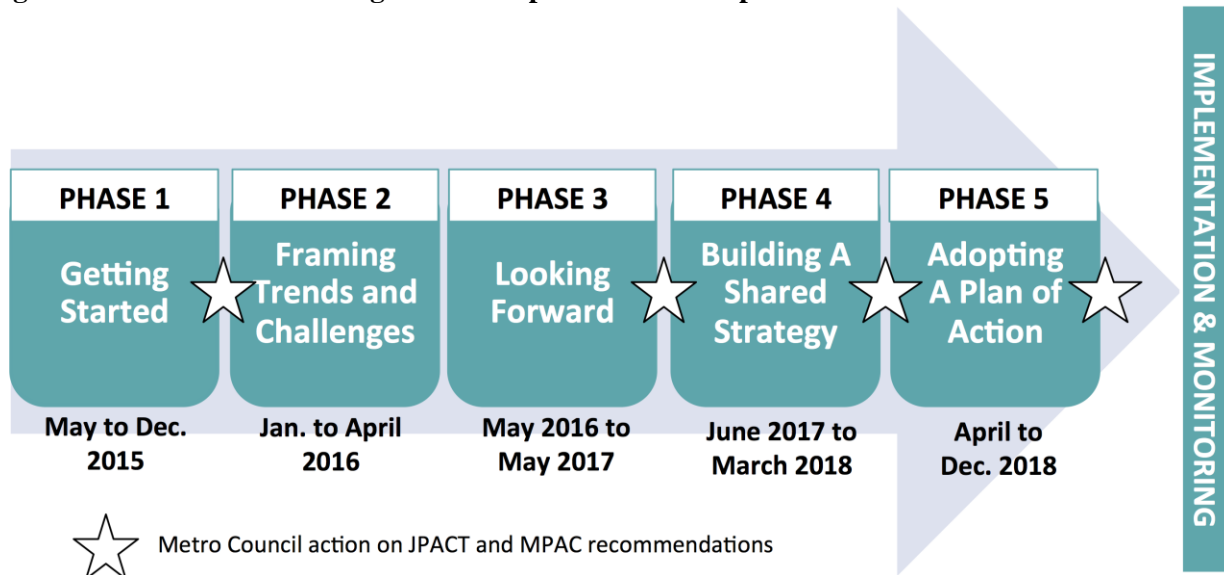 PHASE 1
Getting
Started
May to Dec.
2015
PHASE 2
Framing
Trends and
Challenges
Jan. to April
2016
PHASE 3
Looking
Forward
May 2016 to
May 2017
PHASE 4
Building A
Shared
Strategy
June 2017 to
March 2018
PHASE 5
Adopting
A Plan of
Action
April to
Dec. 2018
IMPLEMENTATION & MONITORING
Metro Council action on JPACT and MPAC recommendations